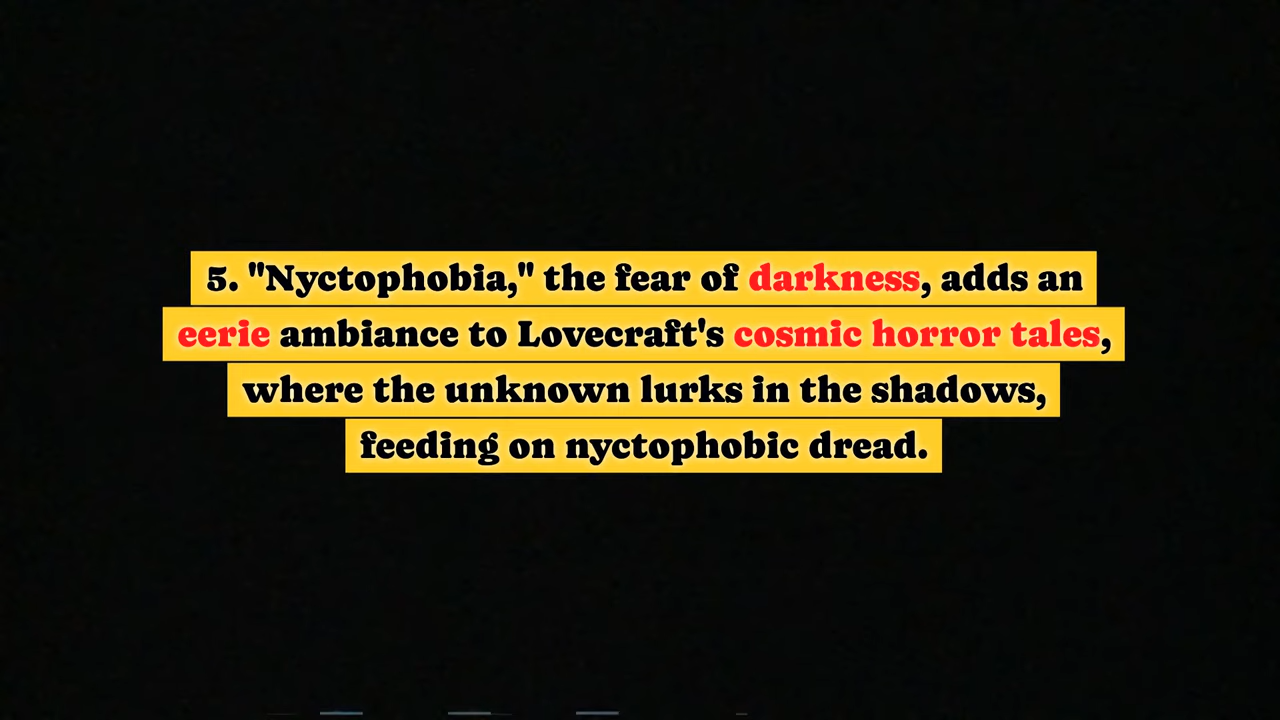 5. "Nyctophobia," the fear of darkness, adds an
eerie ambiance to Lovecraft's cosmic horror tales,
where the unknown lurks in the shadows,
feeding on nyctophobic dread.